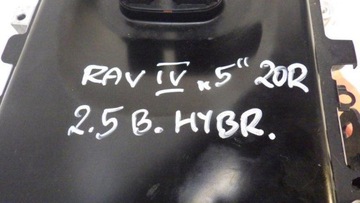 RAV IV „5" 20R
2.5 B. HYBR.